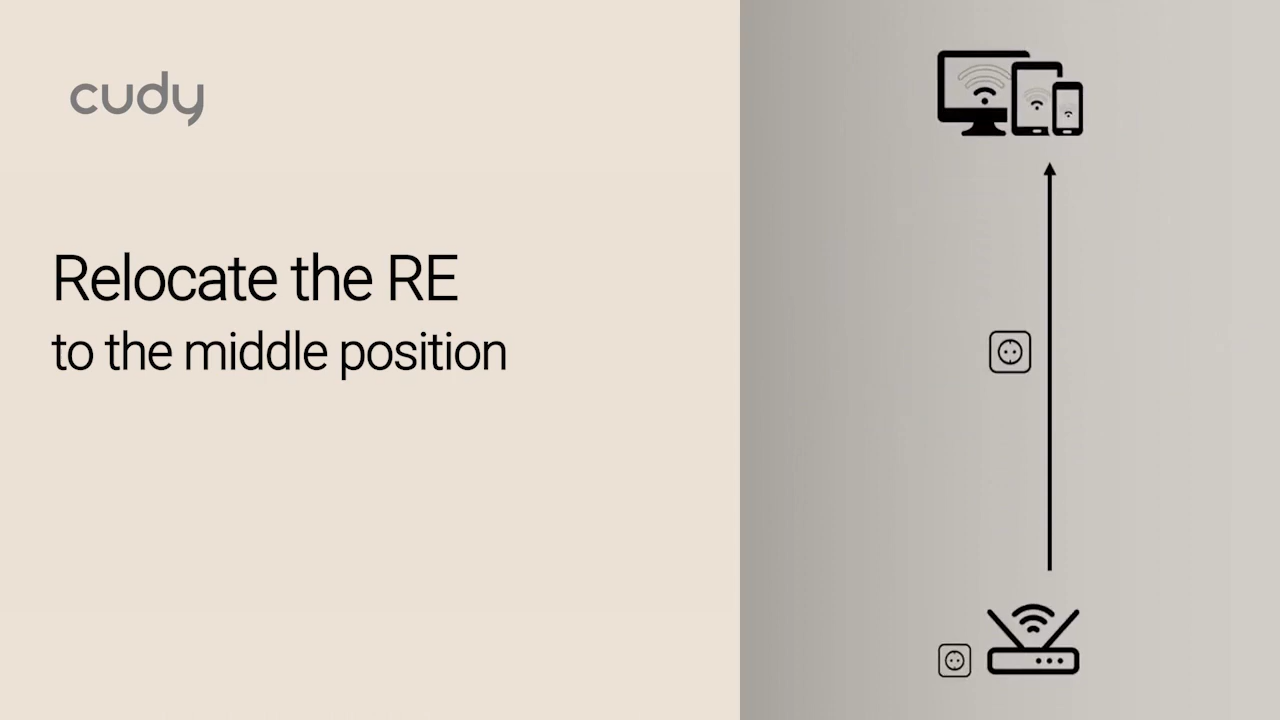 cudy
Relocate the RE
to the middle position